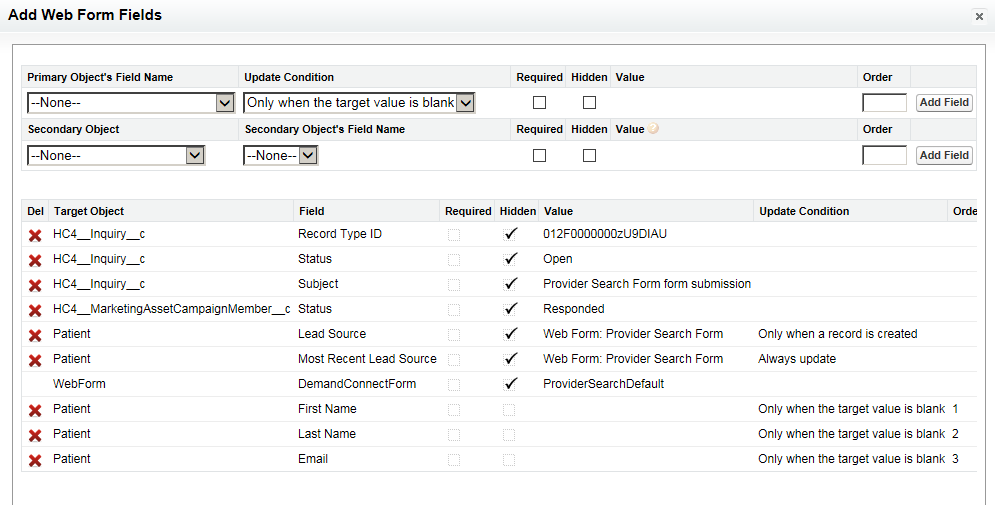 Add Web Form Fields
Primary Object's Field Name Update Condition Required Hidden Value Order
--None-- Only when the target value is blank Add Field
Secondary Object Secondary Object's Field Name Required Hidden Value ? Order
--None-- --None-- Add Field
Del Target Object Field Required Hidden Value Update Condition Orde
HC4__Inquiry__c Record Type ID 012F0000000zU9DIAU
HC4__Inquiry__c Status Open
HC4__Inquiry__c Subject Provider Search Form form submission
HC4__MarketingAssetCampaignMember__c Status Responded
Patient Lead Source Web Form: Provider Search Form Only when a record is created
Patient Most Recent Lead Source Web Form: Provider Search Form Always update
WebForm DemandConnectForm ProviderSearchDefault
Patient First Name Only when the target value is blank 1
Patient Last Name Only when the target value is blank 2
Patient Email Only when the target value is blank 3